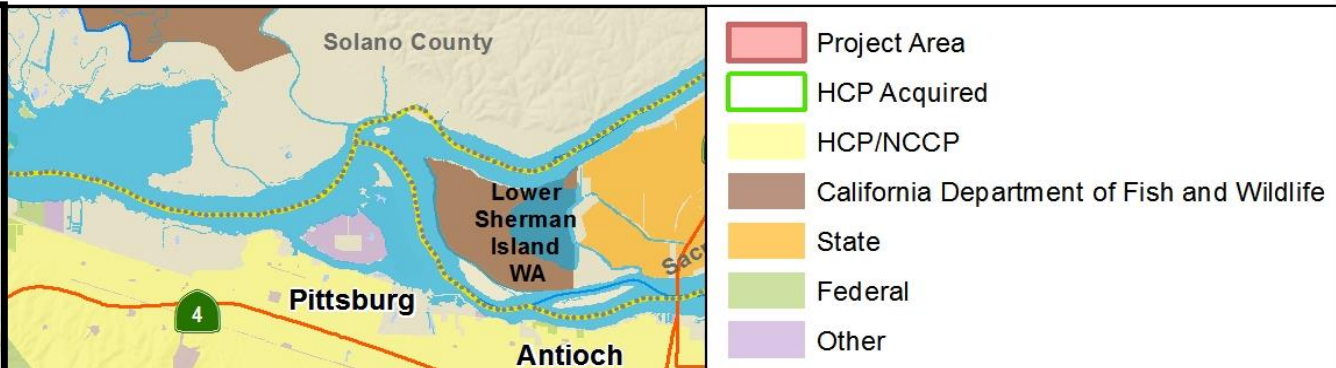 Solano County
Lower
Sherman
Island
WA
Sacr
4
Pittsburg
Antioch
Project Area
HCP Acquired
HCP/NCCP
California Department of Fish and Wildlife
State
Federal
Other